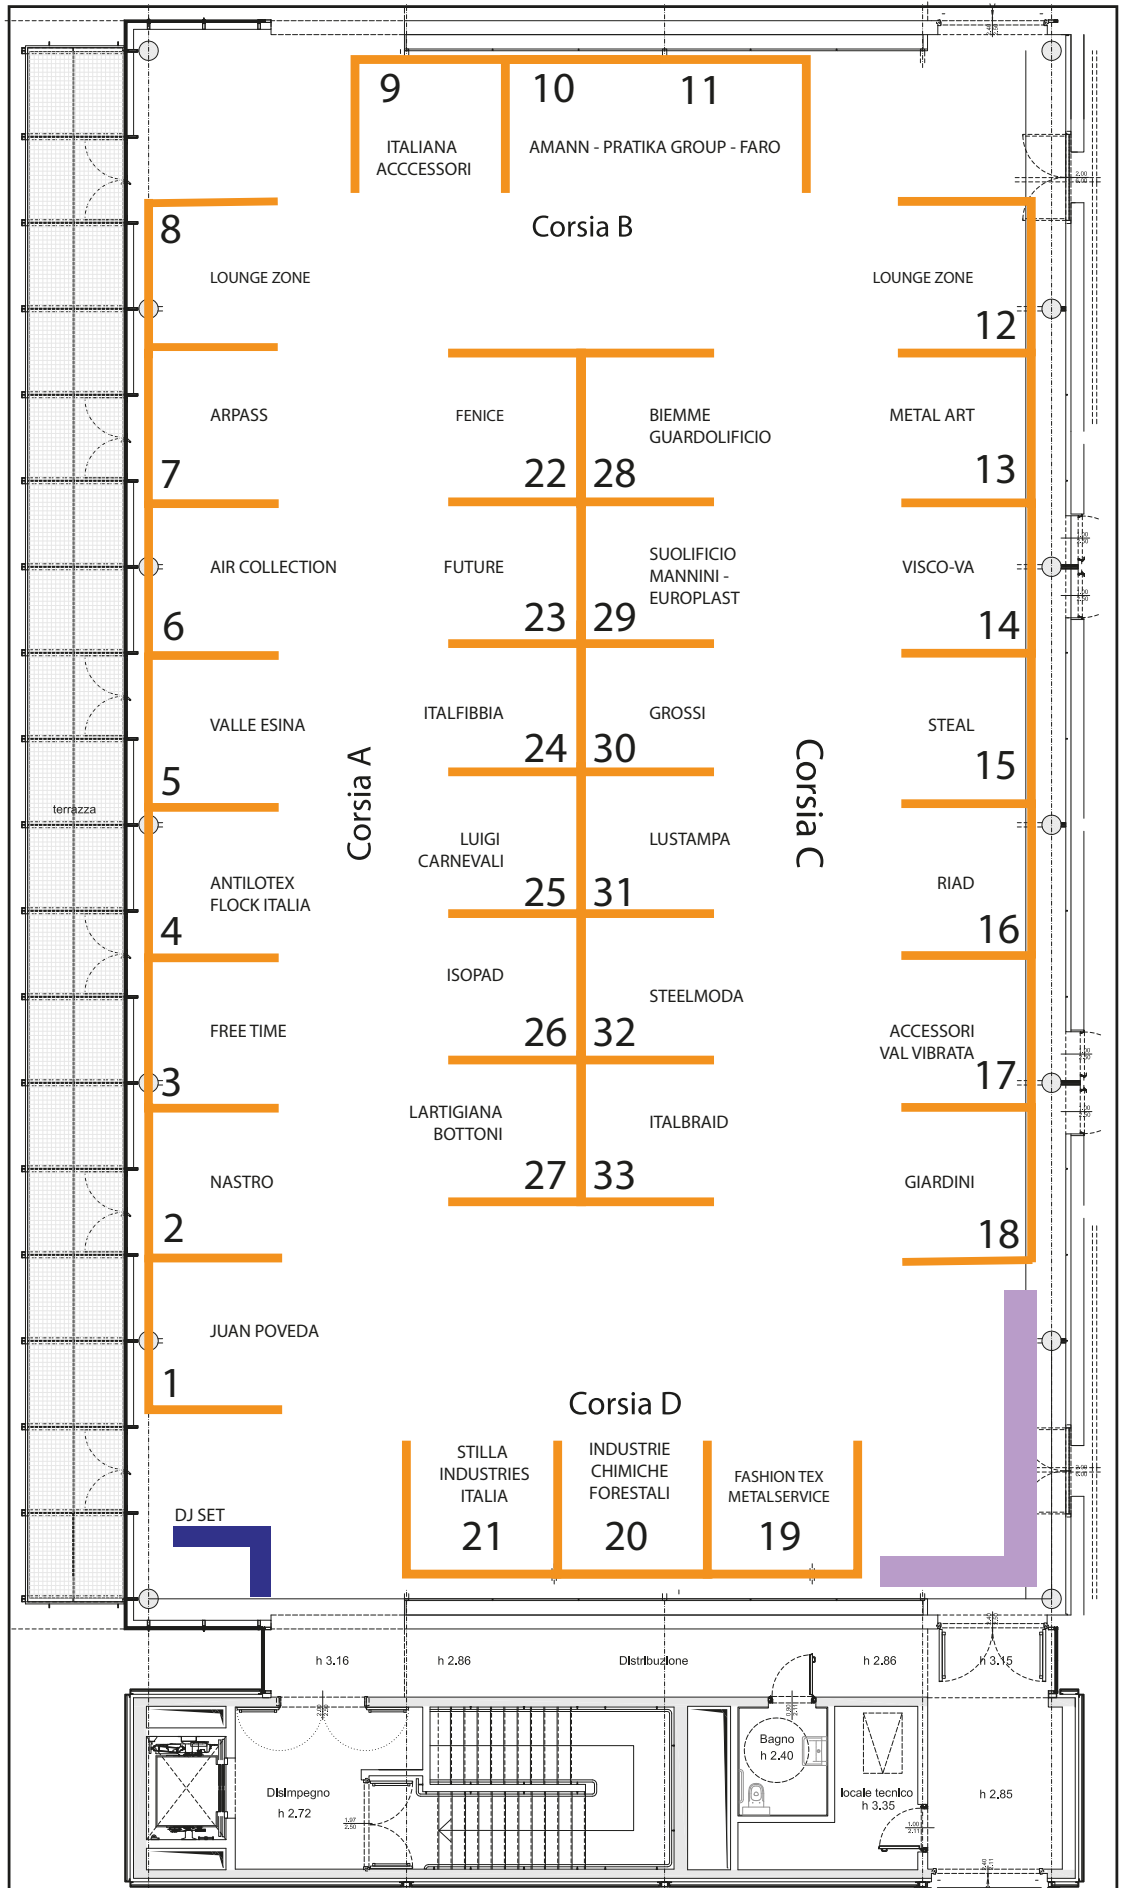 9
10
11
ITALIANA
ACCCESSORI
AMANN - PRATIKA GROUP - FARO
8
Corsia B
LOUNGE ZONE
LOUNGE ZONE
12
ARPASS
FENICE
BIEMME
GUARDOLIFICIO
METAL ART
7
22
28
13
AIR COLLECTION
FUTURE
SUOLIFICIO
MANNINI -
EUROPLAST
VISCO-VA
6
23
29
14
VALLE ESINA
ITALFIBBIA
GROSSI
STEAL
5
24
30
15
Corsia A
Corsia C
terrazza
ANTILOTEX
FLOCK ITALIA
LUIGI
CARNEVALI
LUSTAMPA
RIAD
4
25
31
16
FREE TIME
ISOPAD
STEELMODA
ACCESSORI
VAL VIBRATA
3
26
32
17
NASTRO
LARTIGIANA
BOTTONI
ITALBRAID
GIARDINI
2
27
33
18
JUAN POVEDA
1
Corsia D
STILLA
INDUSTRIES
ITALIA
21
INDUSTRIE
CHIMICHE
FORESTALI
20
FASHION TEX
METALSERVICE
19
DJ SET
h 3.16
h 2.86
Distribuzione
h 2.86
h 3.15
Bagno
h 2.40
Disimpegno
h 2.72
locale tecnico
h 3.35
h 2.85